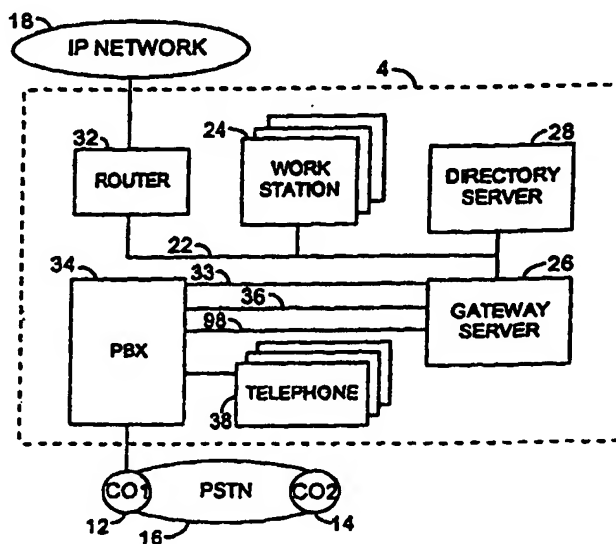 18
IP NETWORK
4
32
24
28
ROUTER
WORK
STATION
DIRECTORY
SERVER
22
34
33
26
36
PBX
98
GATEWAY
SERVER
38
TELEPHONE
CO1
PSTN
CO2
12
16
14